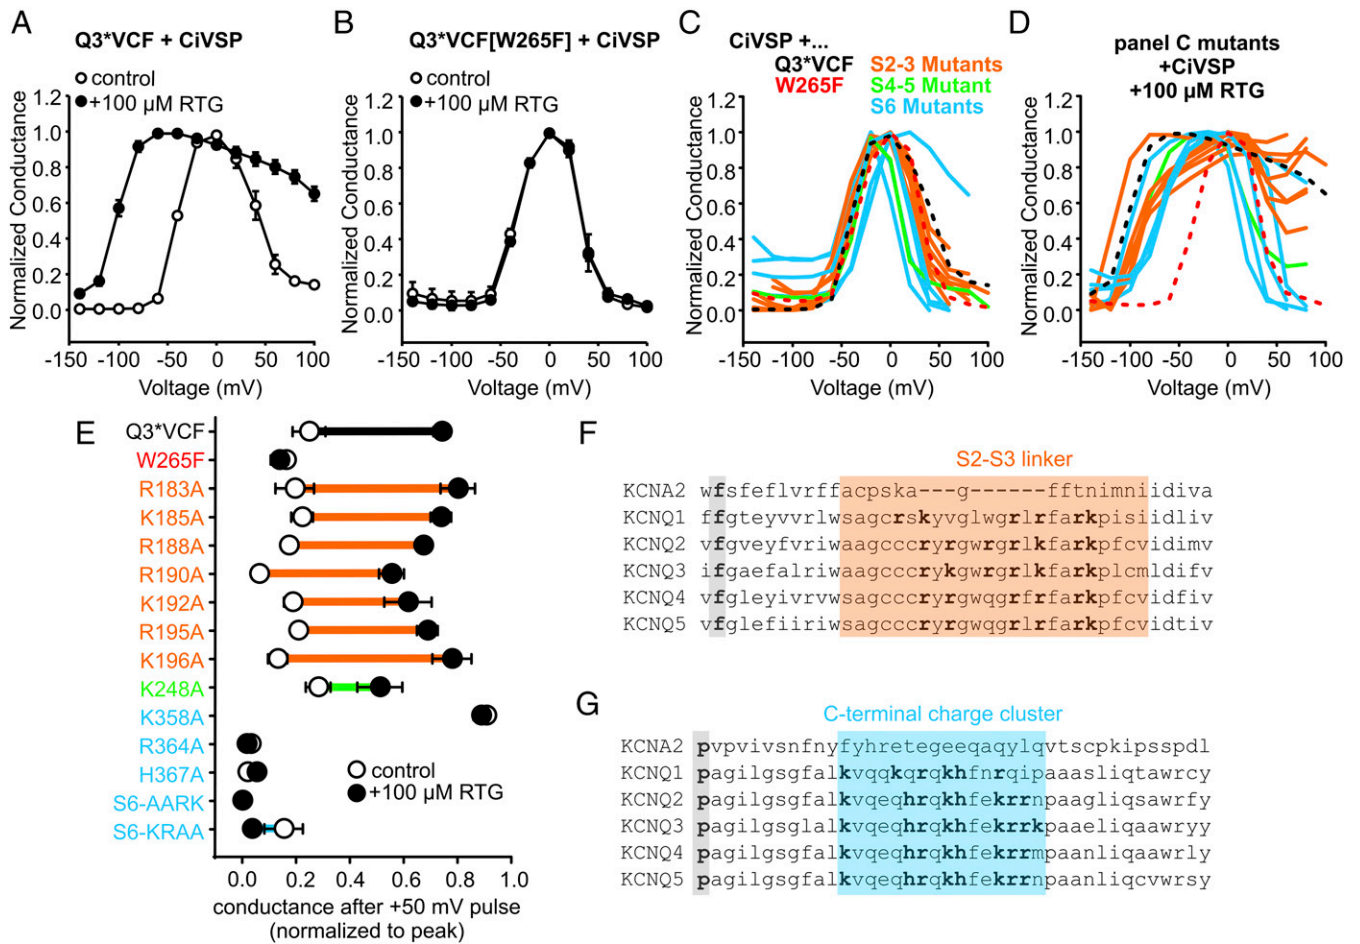 A
Q3*VCF + CiVSP
control
+100 µM RTG
Normalized Conductance
1.2
1.0
0.8
0.6
0.4
0.2
0.0
-150
-100
-50
0
50
100
Voltage (mV)
B
Q3*VCF[W265F] + CiVSP
control
+100 µM RTG
Normalized Conductance
1.2
1.0
0.8
0.6
0.4
0.2
0.0
-150
-100
-50
0
50
100
Voltage (mV)
C
CiVSP +...
Q3*VCF
W265F
S2-3 Mutants
S4-5 Mutant
S6 Mutants
Normalized Conductance
1.2
1.0
0.8
0.6
0.4
0.2
0.0
-150
-100
-50
0
50
100
Voltage (mV)
D
panel C mutants
+CiVSP
+100 µM RTG
Normalized Conductance
1.2
1.0
0.8
0.6
0.4
0.2
0.0
-150
-100
-50
0
50
100
Voltage (mV)
E
Q3*VCF
W265F
R183A
K185A
R188A
R190A
K192A
R195A
K196A
K248A
K358A
R364A
H367A
S6-AARK
S6-KRAA
control
+100 µM RTG
0.0
0.2
0.4
0.6
0.8
1.0
conductance after +50 mV pulse
(normalized to peak)
F
S2-S3 linker
KCNA2 wfsfeflvrffacpska---g------fftnimniidiva
KCNQ1 ffgteyvvrlwsagcrskyvglwgrlrfarkpisiidliv
KCNQ2 vfgveyfvriwaagcccryrgwrgrlkfarkpfcvidimv
KCNQ3 ifgaefalriwaagcccrykgwrgrlkfarkplcmldifv
KCNQ4 vfgleyivrvwsagcccryrgwqgrfrfarkpfcvidfiv
KCNQ5 vfglefiiriwsagcccryrgwqgrlrfarkpfcvidtiv
G
C-terminal charge cluster
KCNA2 pvpvivsnfnyfyhretegeeqaqylqvtscpkipsspdl
KCNQ1 pagilgsgfalkvqqkqrqkhfnrqipaaasliqtawrcy
KCNQ2 pagilgsgfalkvqeqhrqkhfekrrnpaagliqsawrfy
KCNQ3 pagilgsglalkvqeqhrqkhfekrrkpaaeliqaawryy
KCNQ4 pagilgsgfalkvqeqhrqkhfekrrmpaanliqaawrly
KCNQ5 pagilgsgfalkvqeqhrqkhfekrrnpaanliqcvwrsy